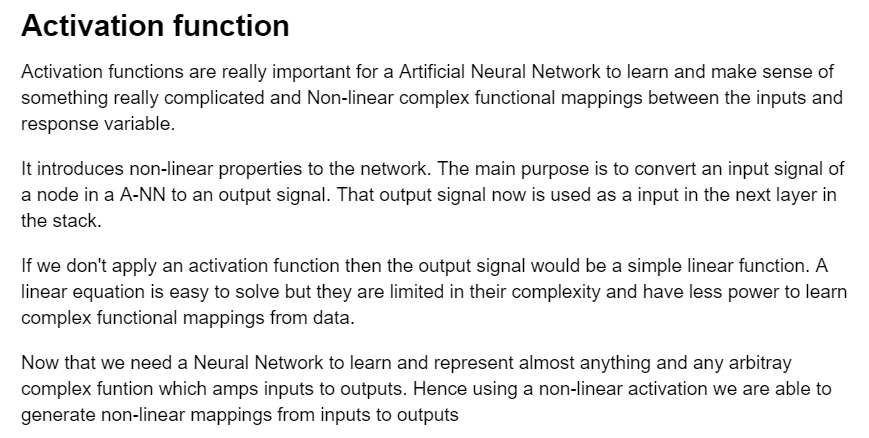 Activation function
Activation functions are really important for a Artificial Neural Network to learn and make sense of
something really complicated and Non-linear complex functional mappings between the inputs and
response variable.
It introduces non-linear properties to the network. The main purpose is to convert an input signal of
a node in a A-NN to an output signal. That output signal now is used as a input in the next layer in
the stack.
If we don't apply an activation function then the output signal would be a simple linear function. A
linear equation is easy to solve but they are limited in their complexity and have less power to learn
complex functional mappings from data.
Now that we need a Neural Network to learn and represent almost anything and any arbitray
complex funtion which amps inputs to outputs. Hence using a non-linear activation we are able to
generate non-linear mappings from inputs to outputs